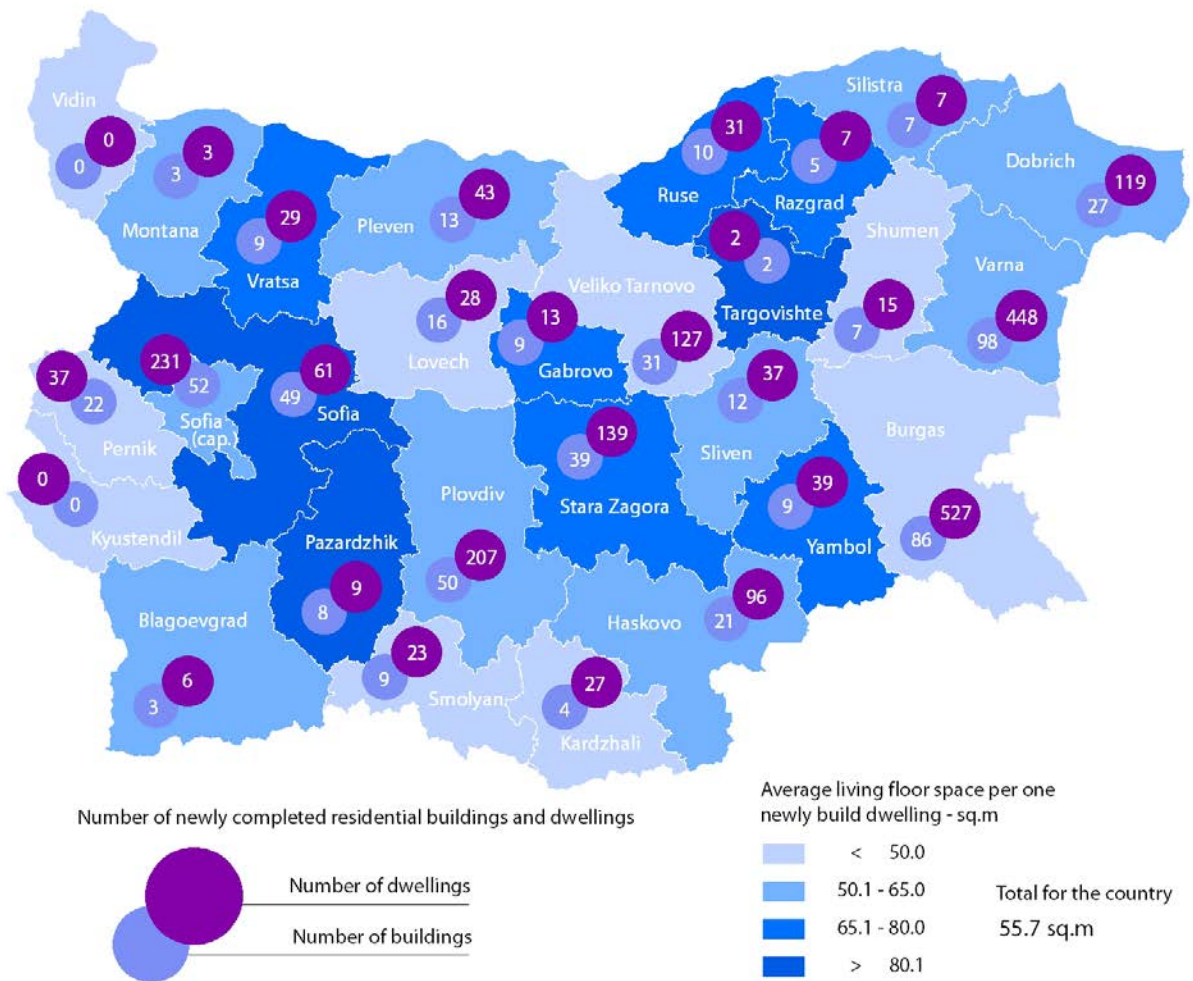 Vidin
0
0
3
3
Montana
29
9
Vratsa
43
13
Pleven
31
10
Ruse
7
5
Razgrad
Silistra
7
7
Dobrich
119
27
2
2
Targovishte
Shumen
15
7
Varna
448
98
28
16
Lovech
Veliko Tarnovo
127
31
13
9
Gabrovo
231
52
Sofia
(cap.)
61
49
Sofia
37
22
Pernik
0
0
Kyustendil
139
39
Stara Zagora
37
12
Sliven
39
9
Yambol
Burgas
527
86
Plovdiv
207
50
Pazardzhik
9
8
Blagoevgrad
6
3
Haskovo
96
21
23
9
Smolyan
27
4
Kardzhali
Number of newly completed residential buildings and dwellings
Number of dwellings
Number of buildings
Average living floor space per one
newly build dwelling - sq.m
< 50.0
50.1 - 65.0
65.1 - 80.0
> 80.1
Total for the country
55.7 sq.m